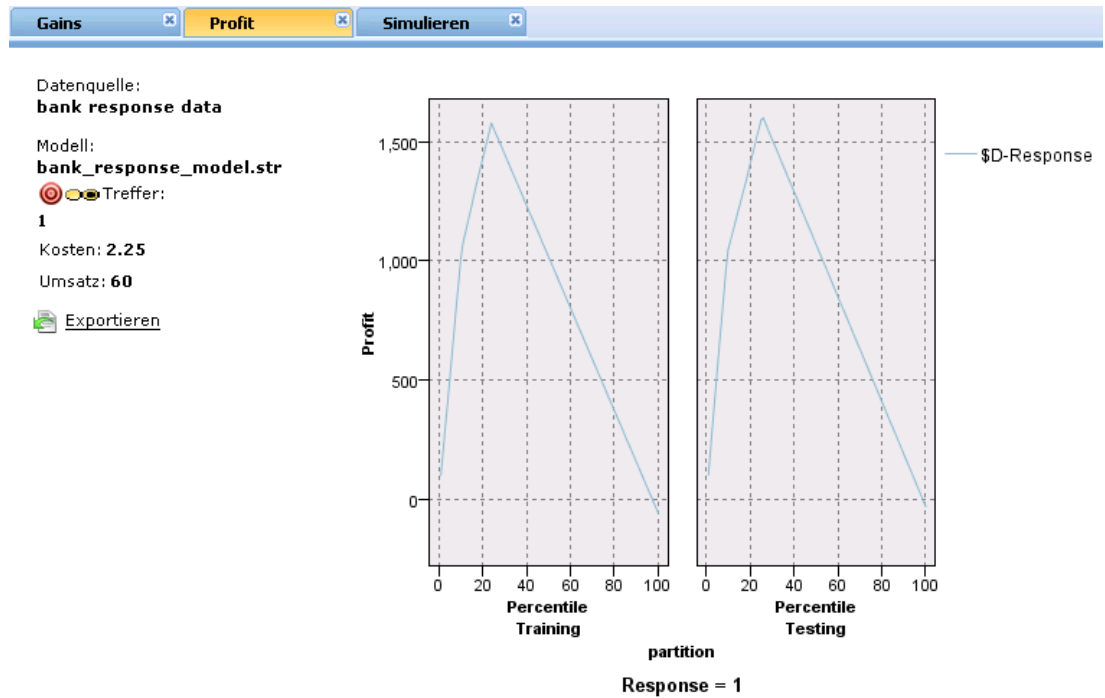 Gains
Profit
Simulieren
Datenquelle:
bank response data
Modell:
bank_response_model.str
Treffer:
1
Kosten: 2.25
Umsatz: 60
Exportieren
Profit
1,500
1,000
500
0
0 20 40 60 80 100
Percentile
Training
0 20 40 60 80 100
Percentile
Testing
partition
Response = 1
$D-Response